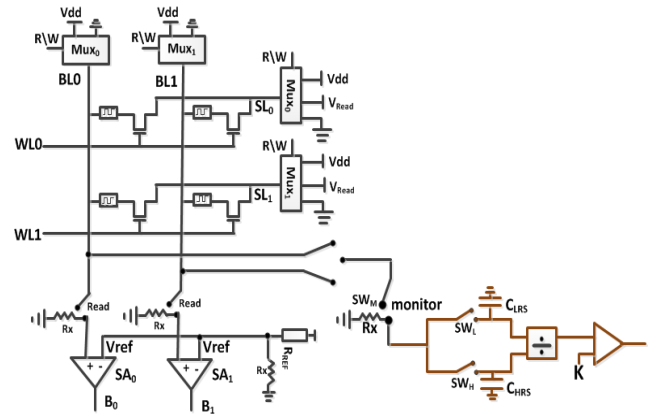 Vdd
Vdd
R\W
Mux0
R\W
Mux1
BL0
BL1
R\W
Mux0
Vdd
VRead
SL0
WL0
R\W
Mux1
Vdd
VRead
SL1
WL1
Read
Read
Rx
Rx
SWM
monitor
Rx
CLRS
SWL
÷
SWH
CHRS
K
Vref
Vref
RREF
Rx
+ -
SA0
+ -
SA1
B0
B1